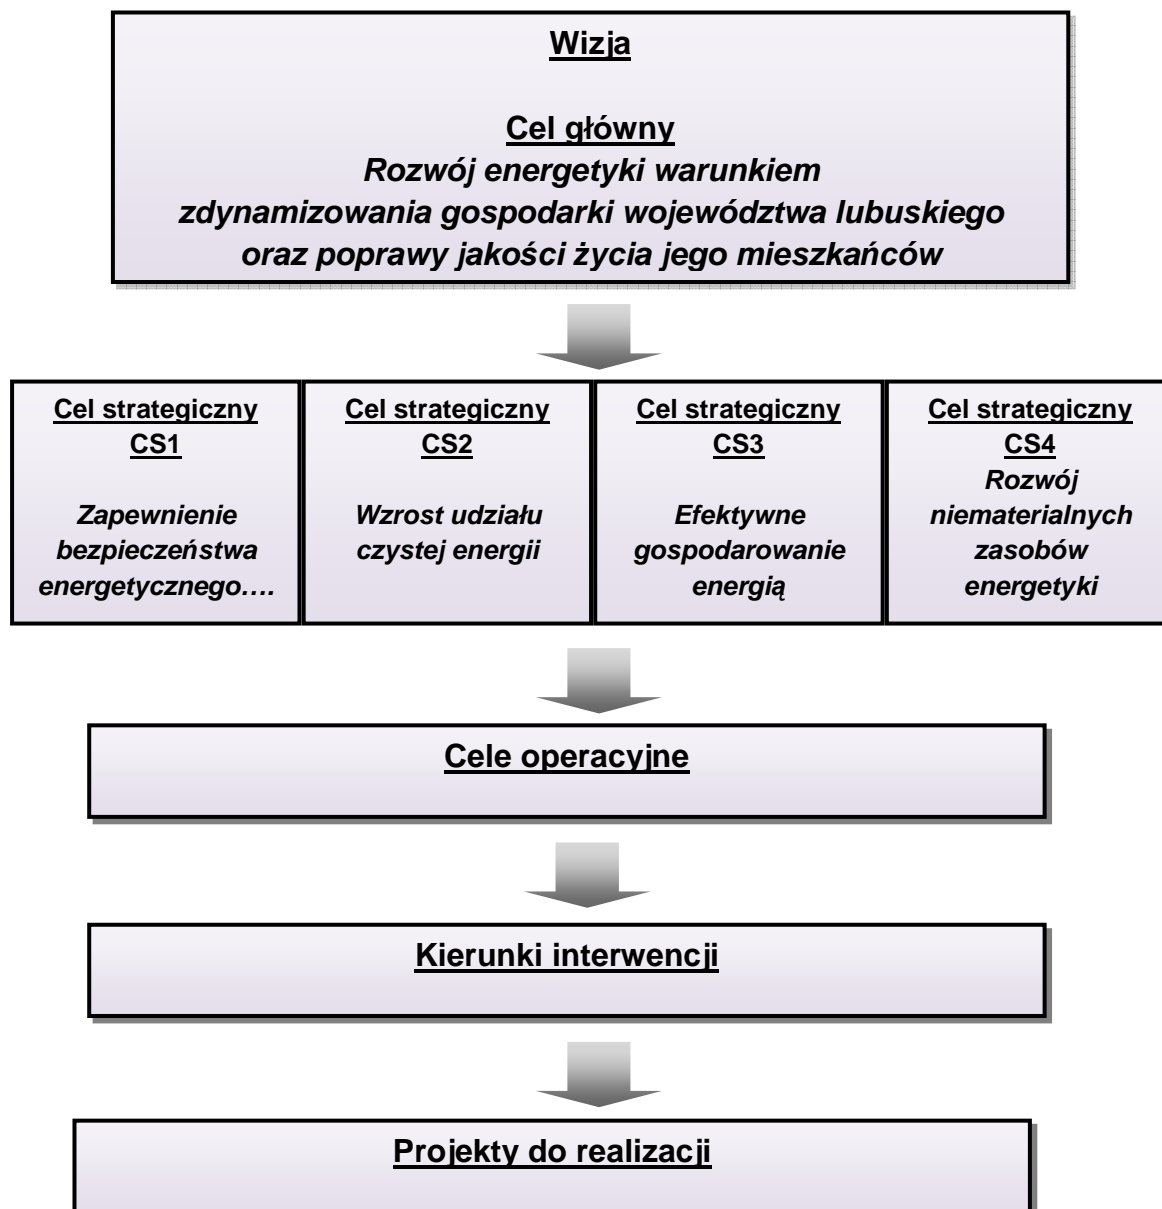 Wizja
Cel główny
Rozwój energetyki warunkiem
zdynamizowania gospodarki województwa lubuskiego
oraz poprawy jakości życia jego mieszkańców
Cel strategiczny
CS1
Zapewnienie
bezpieczeństwa
energetycznego….
Cel strategiczny
CS2
Wzrost udziału
czystej energii
Cel strategiczny
CS3
Efektywne
gospodarowanie
energią
Cel strategiczny
CS4
Rozwój
niematerialnych
zasobów
energetyki
Cele operacyjne
Kierunki interwencji
Projekty do realizacji